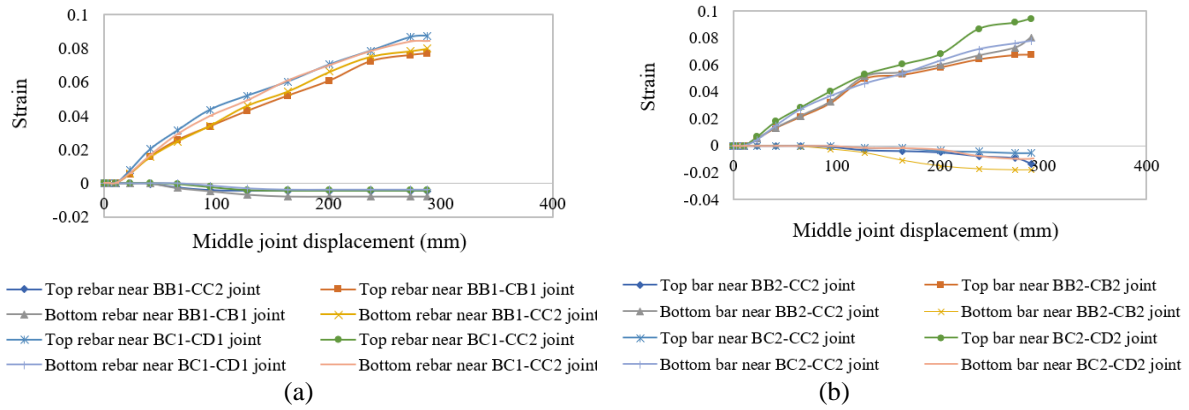 (a)
0.1
0.08
0.06
0.04
0.02
0
-0.02
Strain
0 100 200 300 400
Middle joint displacement (mm)
Top rebar near BB1-CC2 joint
Top rebar near BB1-CB1 joint
Bottom rebar near BB1-CB1 joint
Bottom rebar near BB1-CC2 joint
Top rebar near BC1-CD1 joint
Top rebar near BC1-CC2 joint
Bottom rebar near BC1-CD1 joint
Bottom rebar near BC1-CC2 joint
(a)
(b)
0.1
0.08
0.06
0.04
0.02
0
-0.02
-0.04
Strain
0 100 200 300 400
Middle joint displacement (mm)
Top bar near BB2-CC2 joint
Top bar near BB2-CB2 joint
Bottom bar near BB2-CC2 joint
Bottom bar near BB2-CB2 joint
Top bar near BC2-CC2 joint
Top bar near BC2-CD2 joint
Bottom bar near BC2-CC2 joint
Bottom bar near BC2-CD2 joint
(b)